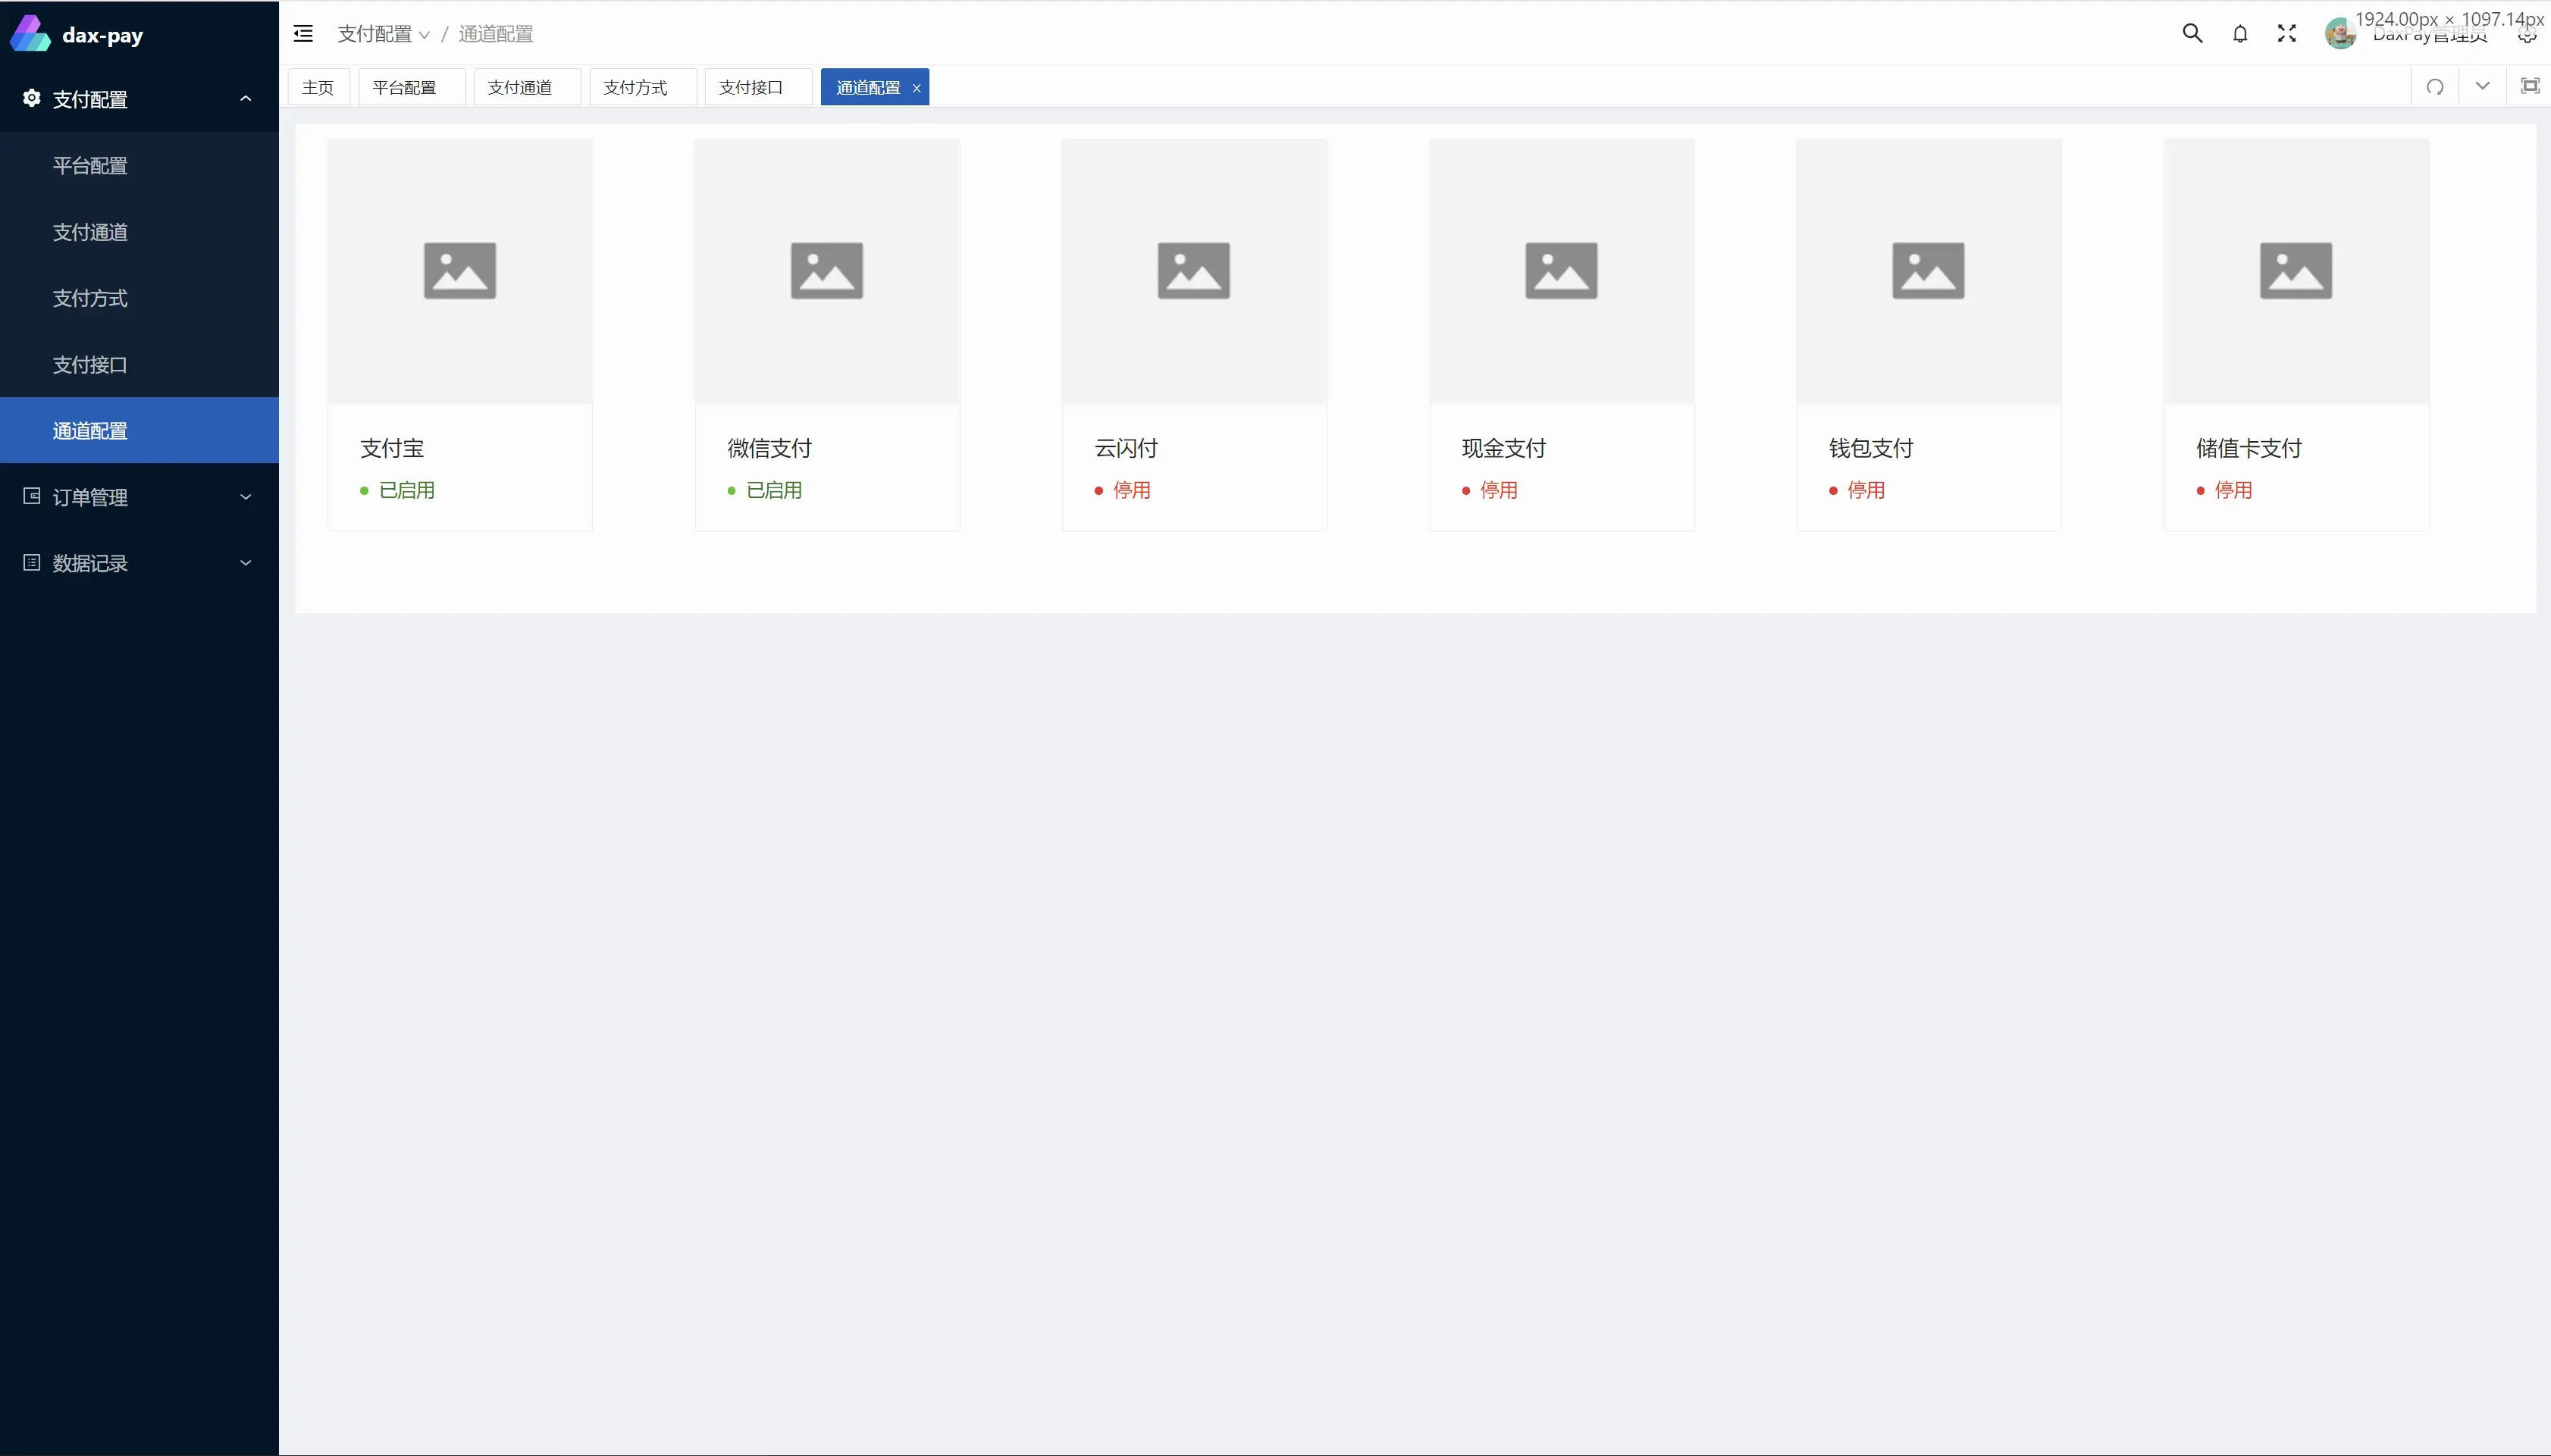 dax-pay
支付配置
平台配置
支付通道
支付方式
支付接口
通道配置
订单管理
数据记录
支付配置 / 通道配置
1924.00px × 1097.14px
DaxPay管理员
主页 平台配置 支付通道 支付方式 支付接口 通道配置
支付宝
已启用
微信支付
已启用
云闪付
停用
现金支付
停用
钱包支付
停用
储值卡支付
停用